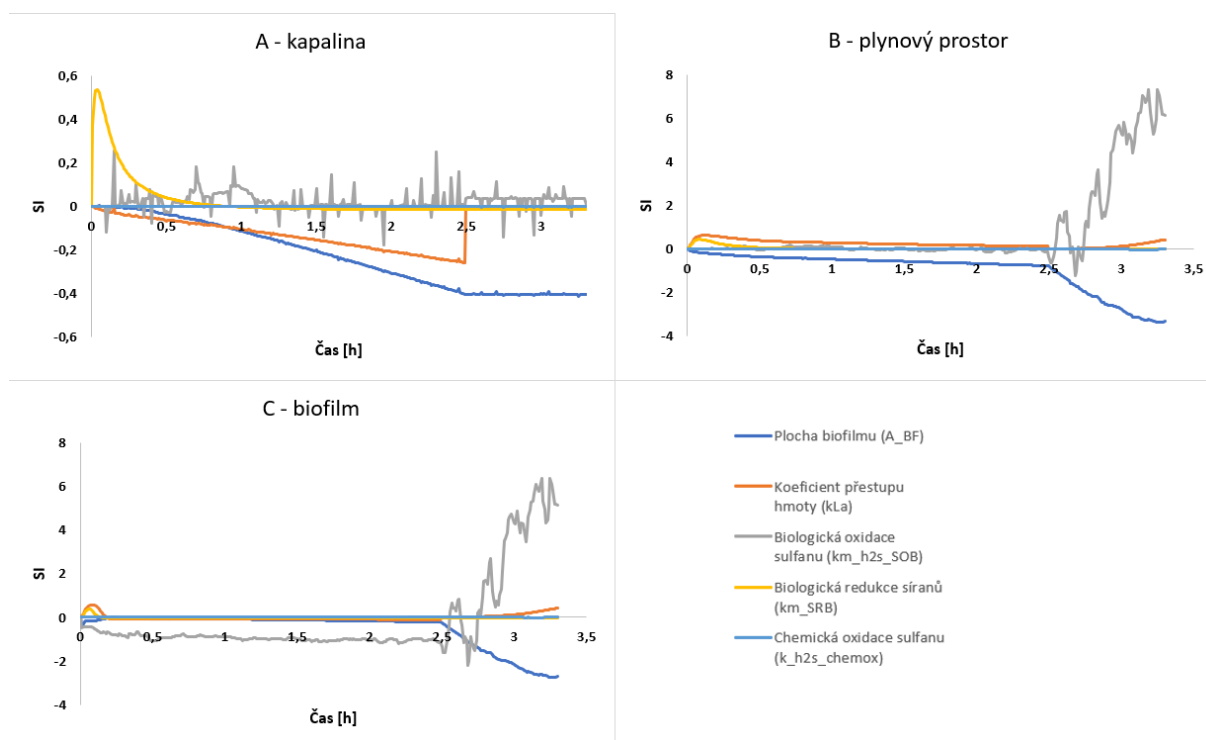 A - kapalina
0,6
0,4
0,2
0
-0,2
-0,4
-0,6
SI
0
0,5
1
1,5
2
2,5
3
Čas [h]
B - plynový prostor
8
6
4
2
0
-2
-4
SI
0
0,5
1
1,5
2
2,5
3
3,5
Čas [h]
C - biofilm
8
6
4
2
0
-2
-4
SI
0
0,5
1
1,5
2
2,5
3
3,5
Čas [h]
Plocha biofilmu (A_BF)
Koeficient přestupu
hmoty (kLa)
Biologická oxidace
sulfanu (km_h2s_SOB)
Biologická redukce síranů
(km_SRB)
Chemická oxidace sulfanu
(k_h2s_chemox)